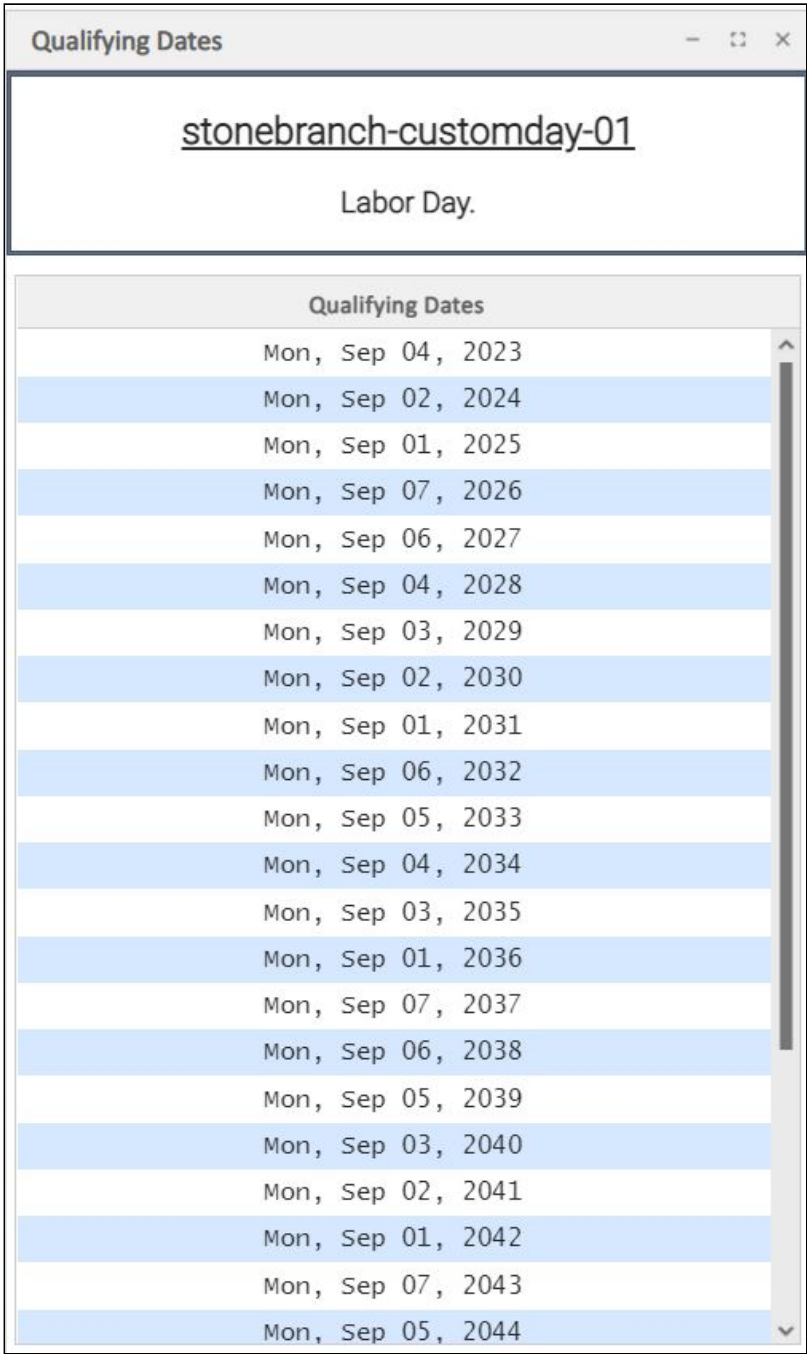 Qualifying Dates
stonebranch-customday-01
Labor Day.
Qualifying Dates
Mon, Sep 04, 2023
Mon, Sep 02, 2024
Mon, Sep 01, 2025
Mon, Sep 07, 2026
Mon, Sep 06, 2027
Mon, Sep 04, 2028
Mon, Sep 03, 2029
Mon, Sep 02, 2030
Mon, Sep 01, 2031
Mon, Sep 06, 2032
Mon, Sep 05, 2033
Mon, Sep 04, 2034
Mon, Sep 03, 2035
Mon, Sep 01, 2036
Mon, Sep 07, 2037
Mon, Sep 06, 2038
Mon, Sep 05, 2039
Mon, Sep 03, 2040
Mon, Sep 02, 2041
Mon, Sep 01, 2042
Mon, Sep 07, 2043
Mon, Sep 05, 2044